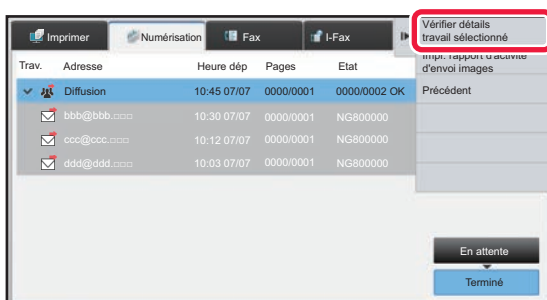 Imprimer
Numérisation
Fax
I-Fax
Vérifier détails
travail sélectionné
Impr. rapport d'activité
d'envoi images
Précédent
Trav.
Adresse
Heure dép
Pages
Etat
Diffusion 10:45 07/07 0000/0001 0000/0002 OK
bbb@bbb.□□□ 10:30 07/07 0000/0001 NG800000
ccc@ccc.□□□ 10:12 07/07 0000/0001 NG800000
ddd@ddd.□□□ 10:03 07/07 0000/0001 NG800000
En attente
Terminé